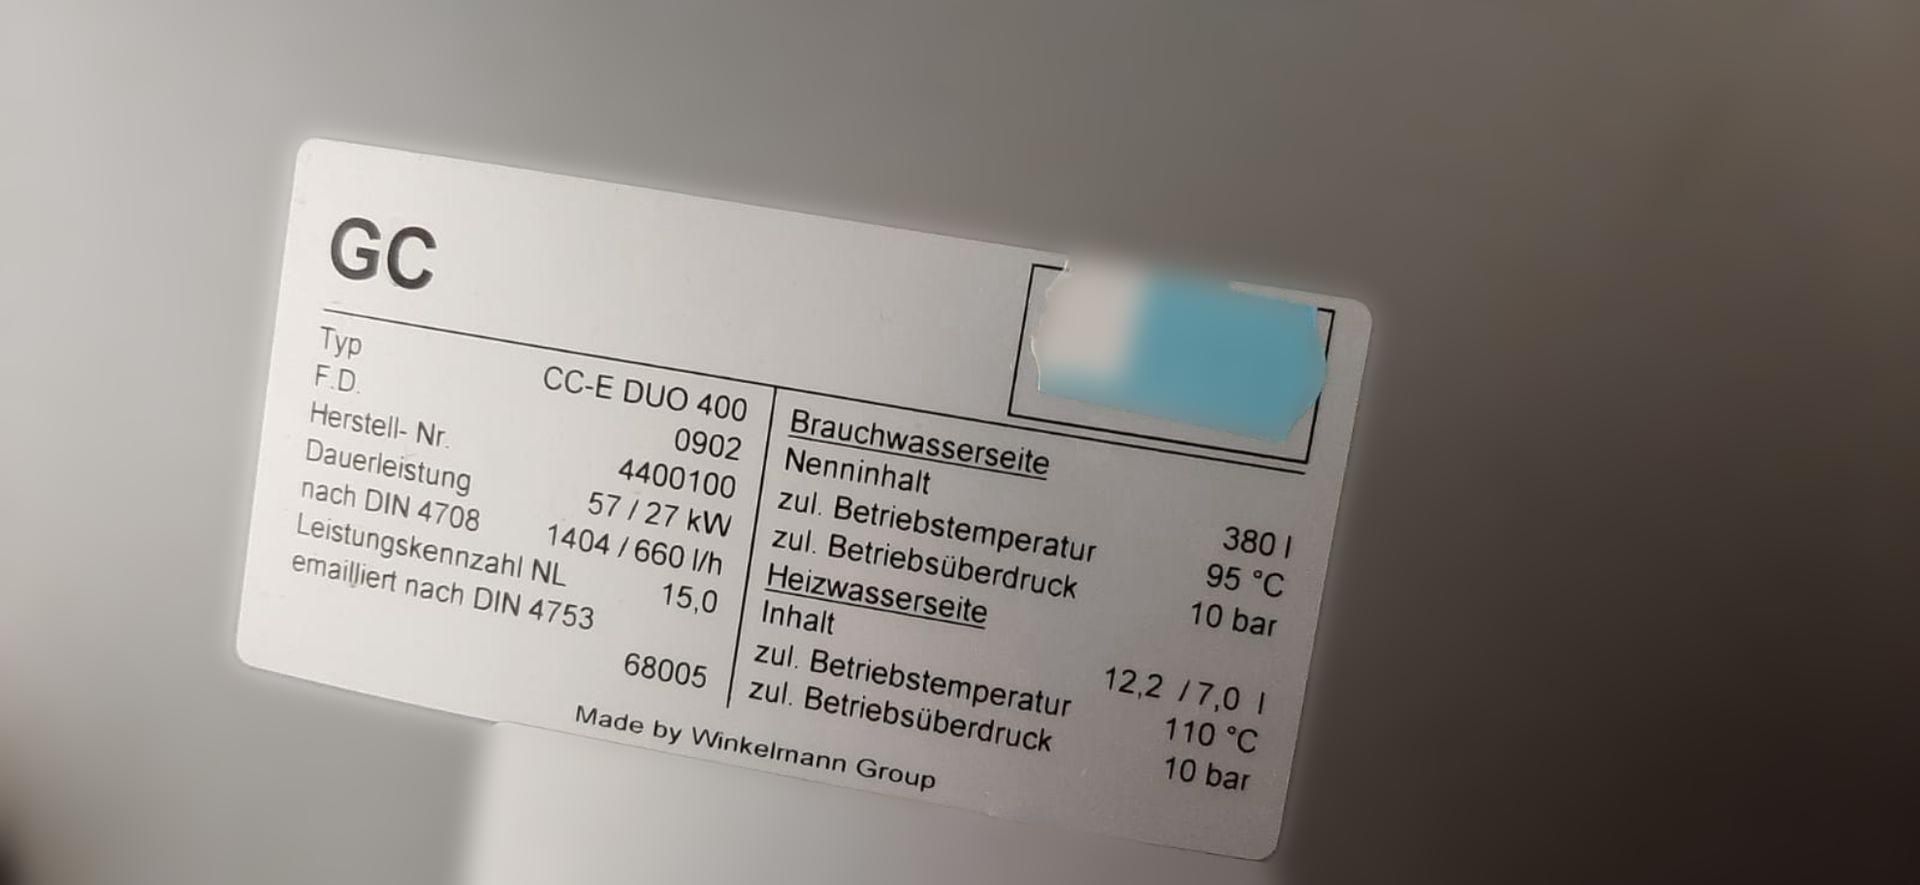 GC
Typ CC-E DUO 400
F.D. 0902
Herstell- Nr. 4400100
Dauerleistung 57 / 27 kW
nach DIN 4708 1404 / 660 l/h
Leistungskennzahl NL 15,0
emailliert nach DIN 4753
68005
Brauchwasserseite
Nenninhalt 380 l
zul. Betriebstemperatur 95 °C
zul. Betriebsüberdruck 10 bar
Heizwasserseite
Inhalt 12,2 / 7,0 l
zul. Betriebstemperatur 110 °C
zul. Betriebsüberdruck 10 bar
Made by Winkelmann Group